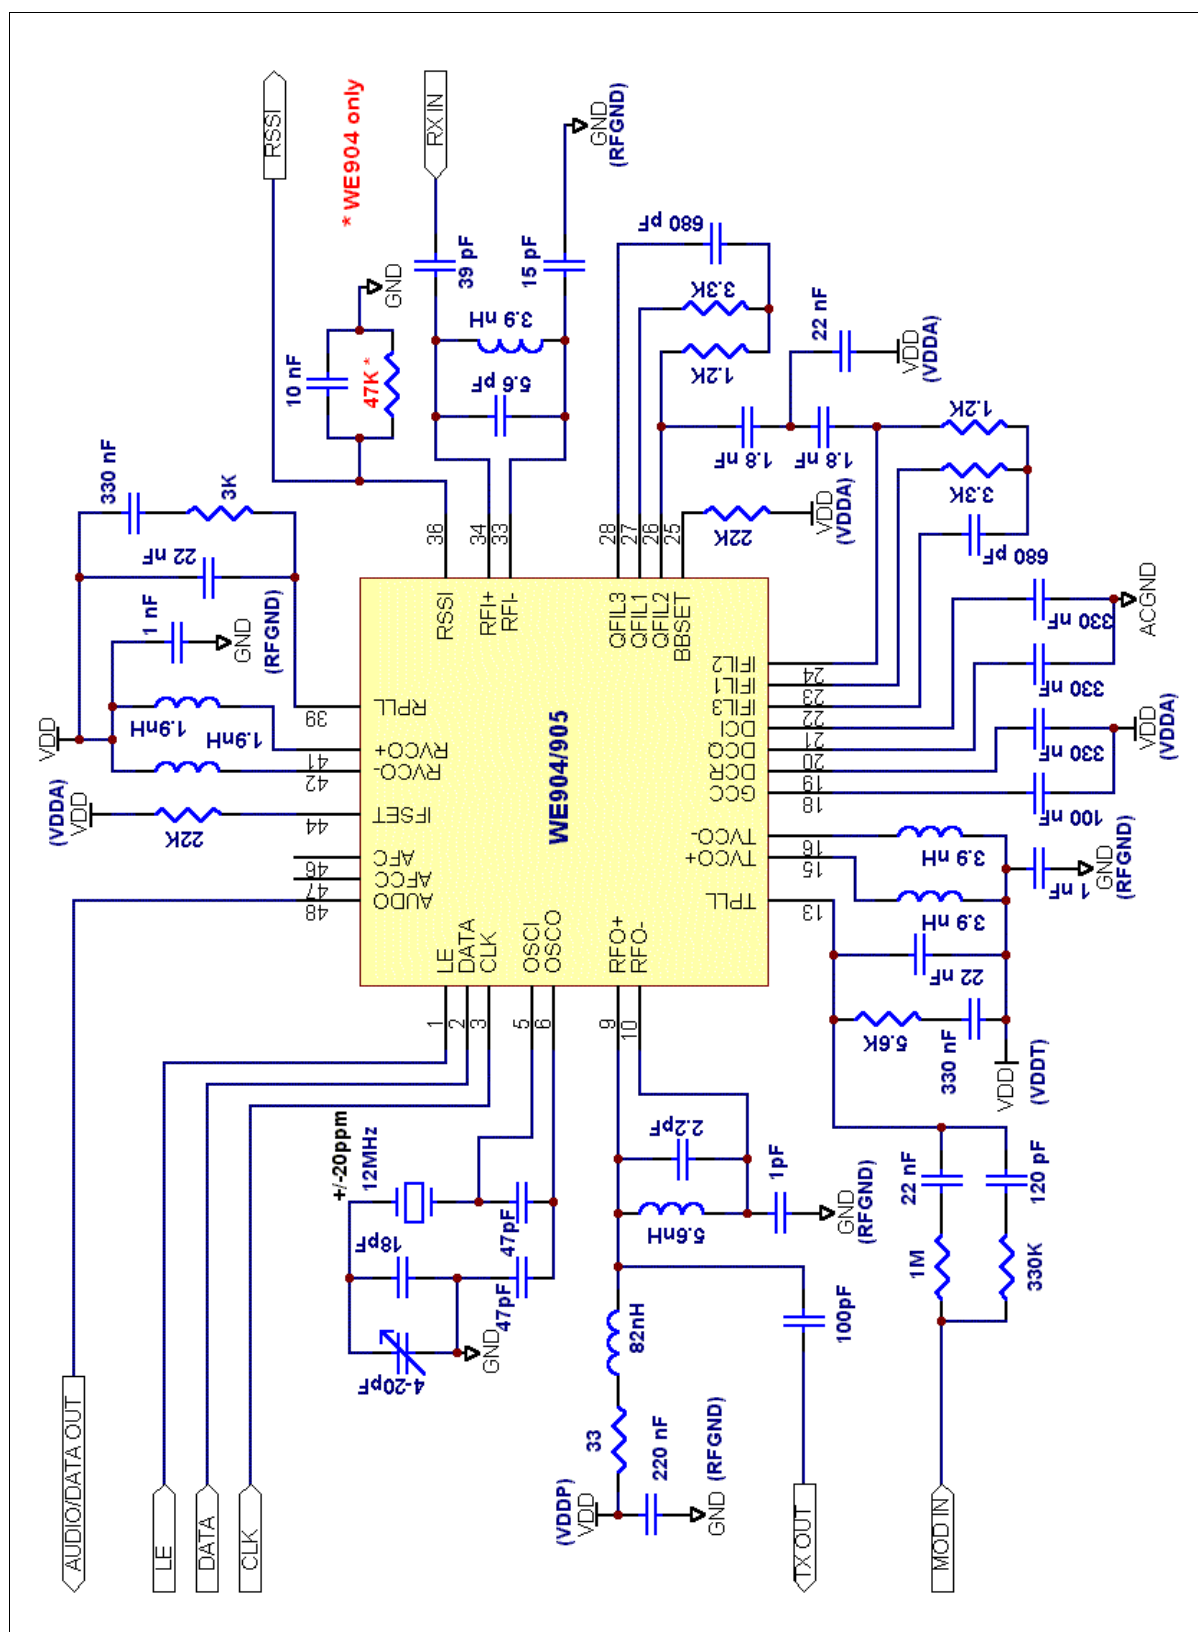 RSSI
* WE904 only
RX IN
GND
(RFGND)
10 nF
47K *
GND
39 pF
15 pF
3.9 nH
5.6 pF
680 pF
3.3K
1.2K
22 nF
VDD
(VDDA)
1.8 nF
1.8 nF
1.2K
3.3K
680 pF
22K
VDD
(VDDA)
330 nF
3K
22 nF
1 nF
GND
(RFGND)
1.9nH
1.9nH
VDD
(VDDA)
VDD
22K
36
34
33
28
27
26
25
RSSI
RFI+
RFI-
QFIL3
QFIL1
QFIL2
BBSET
39
41
42
44
46
47
48
RPLL
RVCO+
RVCO-
IFSET
AFC
AFCC
AUDO
WE904/905
IFIL2
IFIL1
IFIL3
DCI
DCQ
DCR
GCC
TVCO-
TVCO+
TPLL
24
23
22
21
20
19
18
16
15
13
LE
DATA
CLK
OSCI
OSCO
RFO+
RFO-
1
2
3
5
6
9
10
330 nF
330 nF
ACGND
330 nF
100 nF
VDD
(VDDA)
3.9 nH
3.9 nH
1 nF
GND
(RFGND)
22 nF
5.6K
330 nF
VDD
(VDDT)
+/-20ppm
12MHz
18pF
47pF
47pF
4-20pF
GND
2.2pF
5.6nH
1pF
GND
(RFGND)
82nH
33
(VDDP)
VDD
220 nF
GND
(RFGND)
100pF
22 nF
120 pF
1M
330K
AUDIO/DATA OUT
LE
DATA
CLK
TX OUT
MOD IN